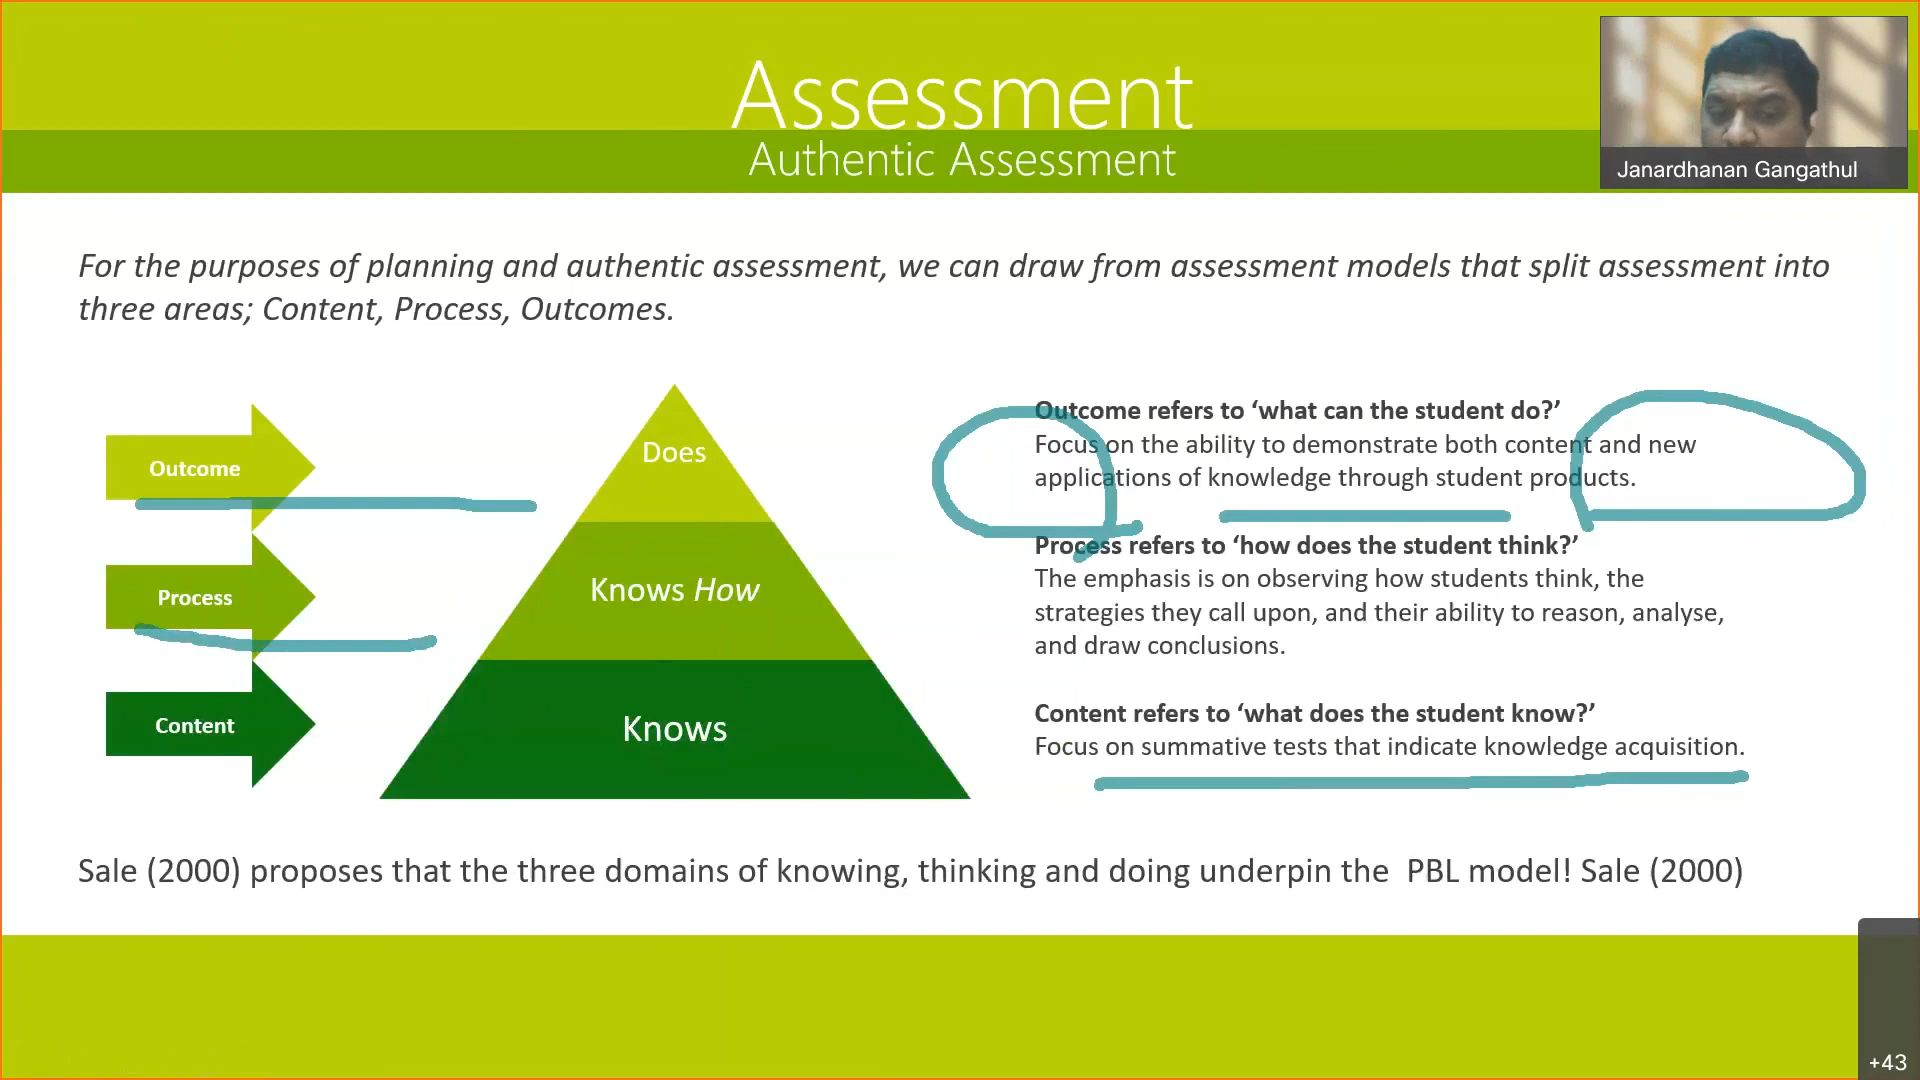 Assessment
Authentic Assessment
Janardhanan Gangathul
For the purposes of planning and authentic assessment, we can draw from assessment models that split assessment into
three areas; Content, Process, Outcomes.
Outcome
Process
Content
Does
Knows How
Knows
Outcome refers to ‘what can the student do?’
Focus on the ability to demonstrate both content and new
applications of knowledge through student products.
Process refers to ‘how does the student think?’
The emphasis is on observing how students think, the
strategies they call upon, and their ability to reason, analyse,
and draw conclusions.
Content refers to ‘what does the student know?’
Focus on summative tests that indicate knowledge acquisition.
Sale (2000) proposes that the three domains of knowing, thinking and doing underpin the  PBL model! Sale (2000)
+43